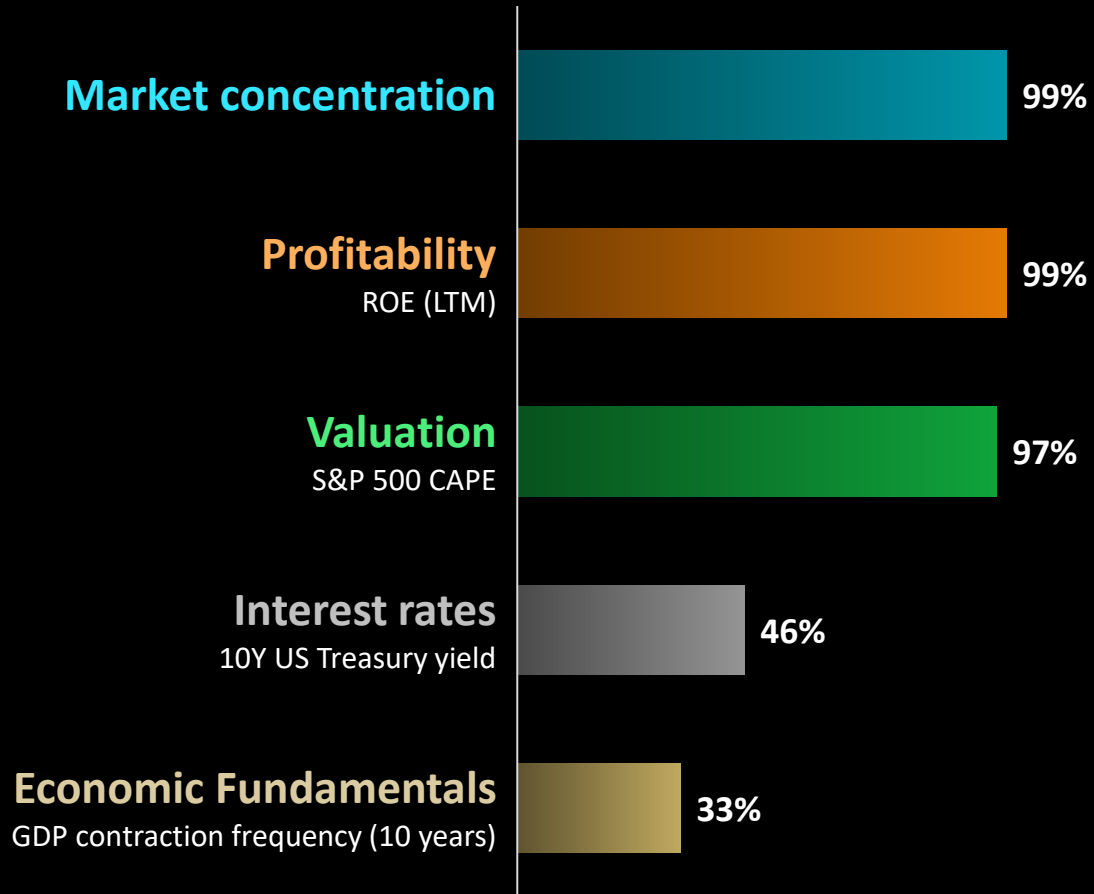 Market concentration
99%
Profitability
ROE (LTM)
99%
Valuation
S&P 500 CAPE
97%
Interest rates
10Y US Treasury yield
46%
Economic Fundamentals
GDP contraction frequency (10 years)
33%